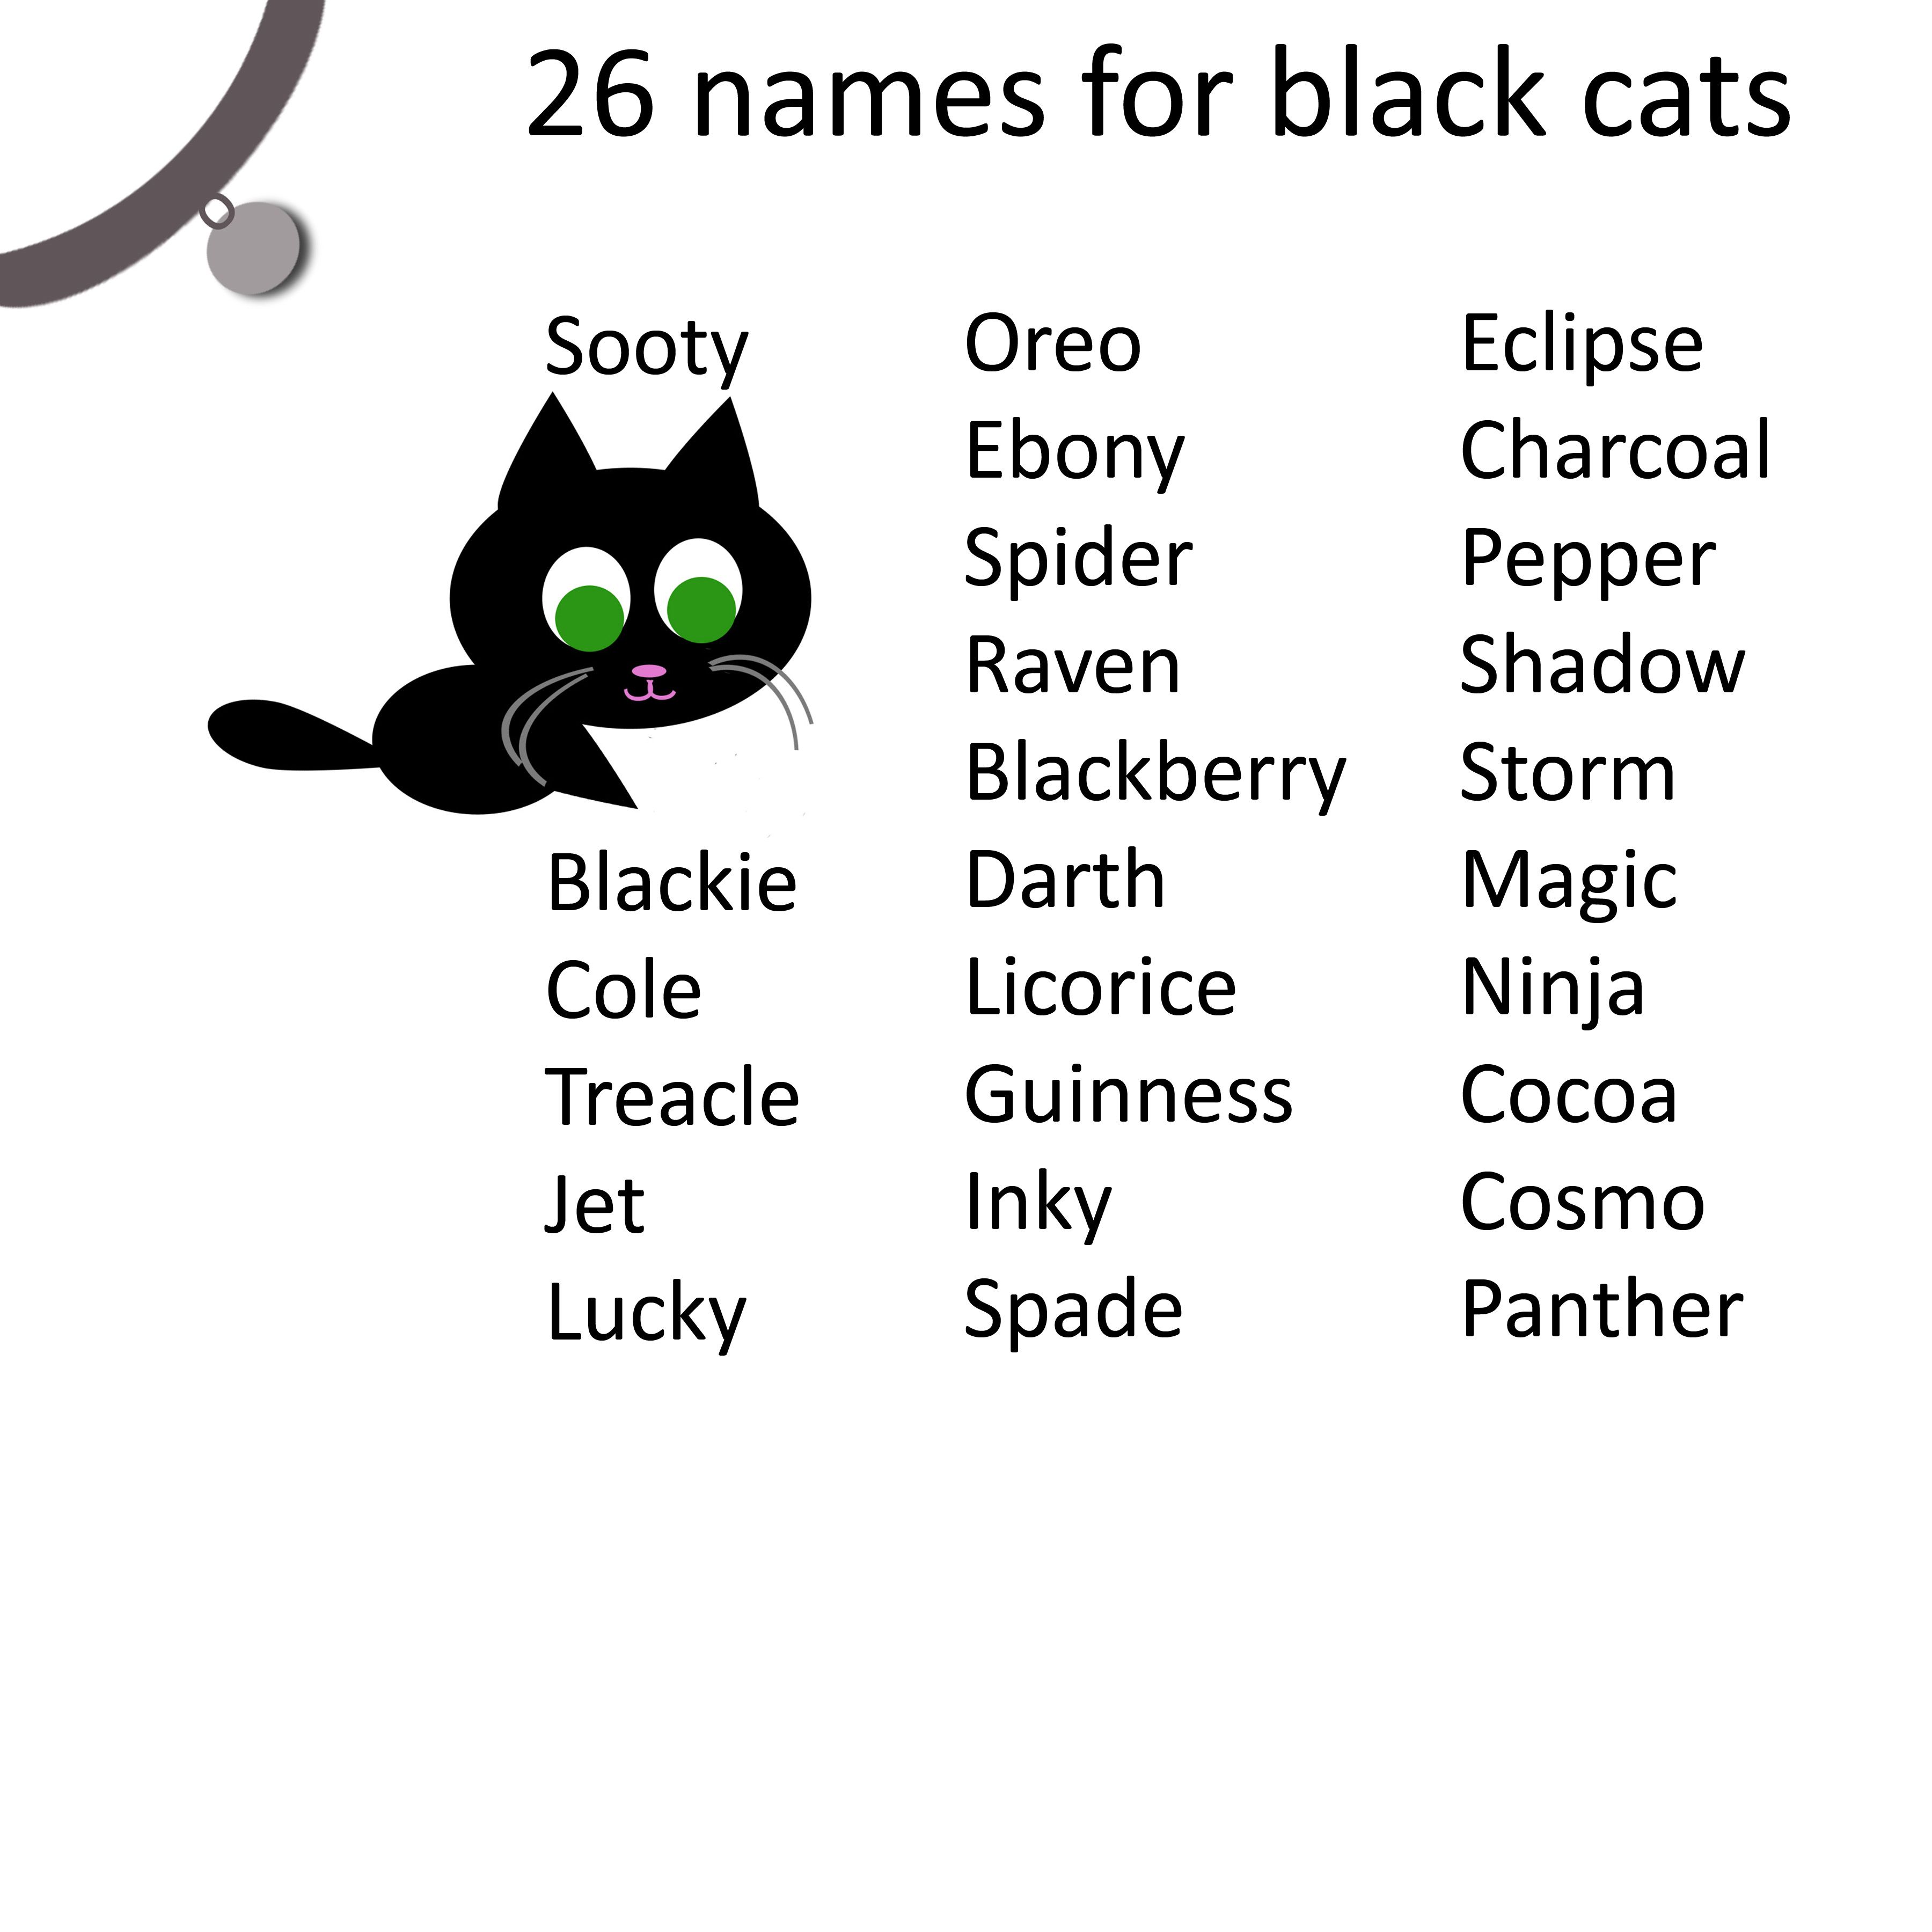 26 names for black cats
Sooty
Blackie
Cole
Treacle
Jet
Lucky
Oreo
Ebony
Spider
Raven
Blackberry
Darth
Licorice
Guinness
Inky
Spade
Eclipse
Charcoal
Pepper
Shadow
Storm
Magic
Ninja
Cocoa
Cosmo
Panther